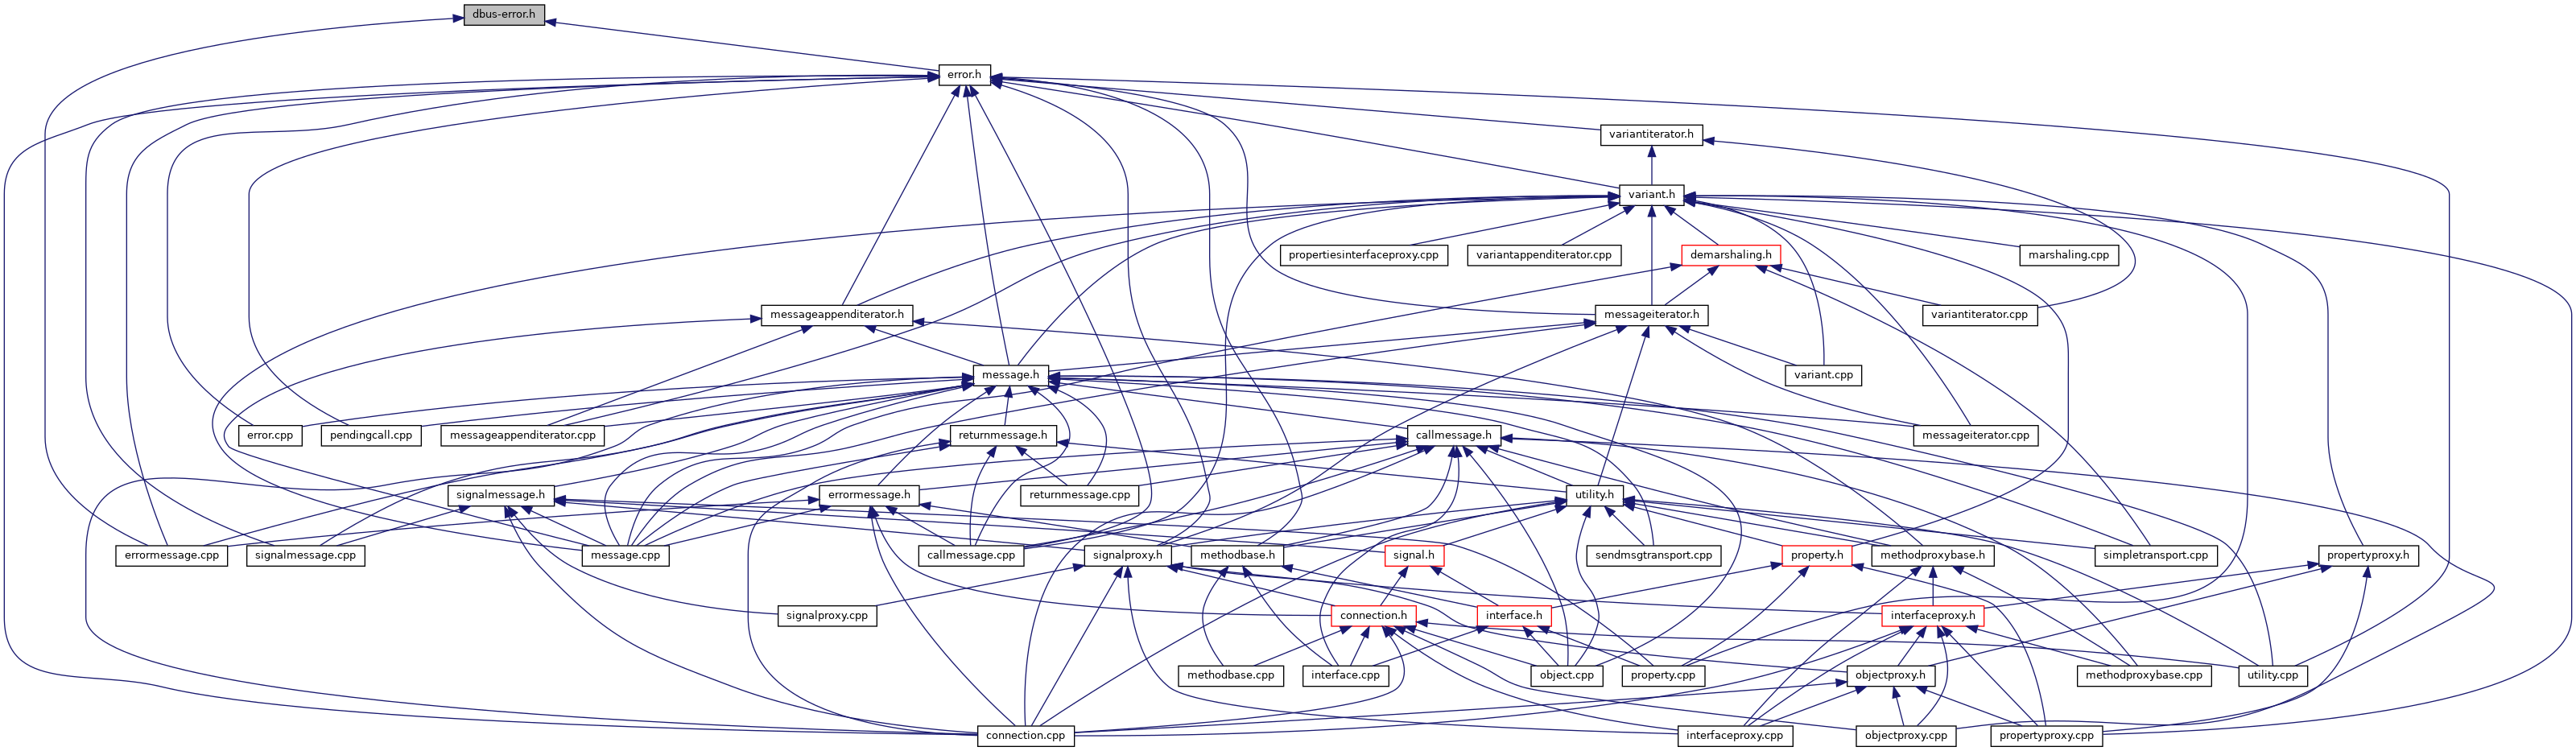 dbus-error.h
error.h
variantiterator.h
variant.h
propertiesinterfaceproxy.cpp
variantappenditerator.cpp
demarshaling.h
marshaling.cpp
messageappenditerator.h
messageiterator.h
variantiterator.cpp
message.h
variant.cpp
error.cpp
pendingcall.cpp
messageappenditerator.cpp
returnmessage.h
callmessage.h
messageiterator.cpp
signalmessage.h
errormessage.h
returnmessage.cpp
utility.h
errormessage.cpp
signalmessage.cpp
message.cpp
callmessage.cpp
signalproxy.h
methodbase.h
signal.h
sendmsgtransport.cpp
property.h
methodproxybase.h
simpletransport.cpp
propertyproxy.h
signalproxy.cpp
connection.h
interface.h
interfaceproxy.h
methodbase.cpp
interface.cpp
object.cpp
property.cpp
objectproxy.h
methodproxybase.cpp
utility.cpp
connection.cpp
interfaceproxy.cpp
objectproxy.cpp
propertyproxy.cpp